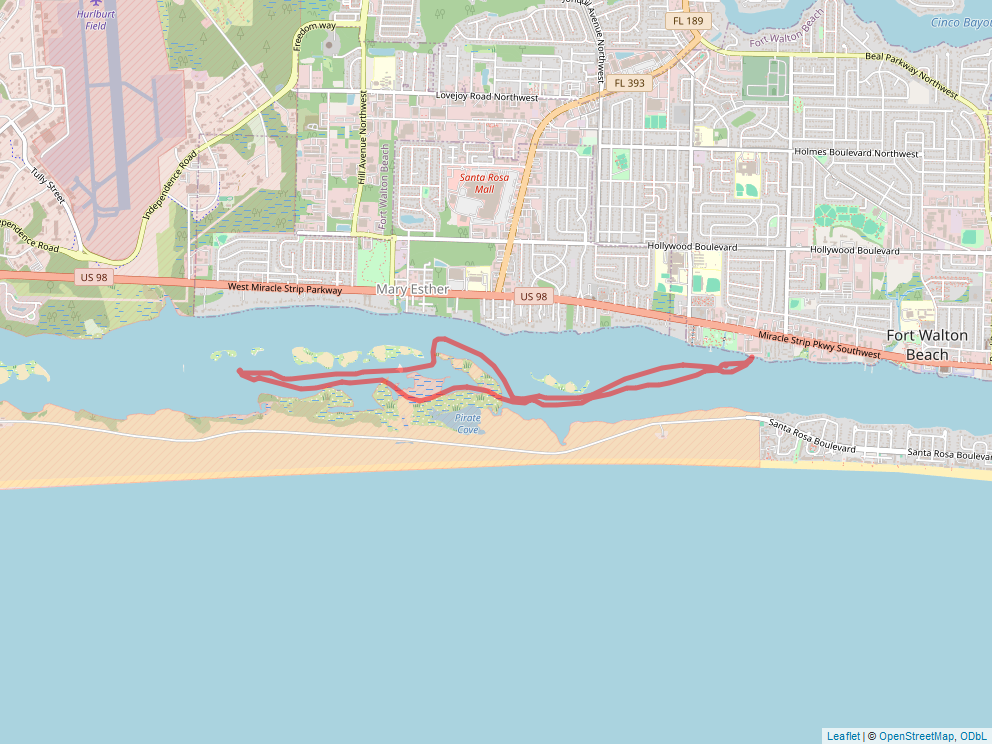 Hurlburt
Field
Freedom way
FL 189
Fort Walton Beach
Cinco Bayou
Avenue Northwest
FL 393
Beal Parkway Northwest
Lovejoy Road Northwest
Hill Avenue Northwest
Independence Road
Fort Walton Beach
Holmes Boulevard Northwest
Tully Street
Santa Rosa
Mall
ependence Road
Hollywood Boulevard
Hollywood Boulevard
US 98
West Miracle Strip Parkway
Mary Esther
US 98
Miracle Strip Pkwy Southwest
Fort Walton
Beach
Pirate
Cove
Santa Rosa Boulevard
Santa Rosa Boulevar
Leaflet | © OpenStreetMap, ODbL